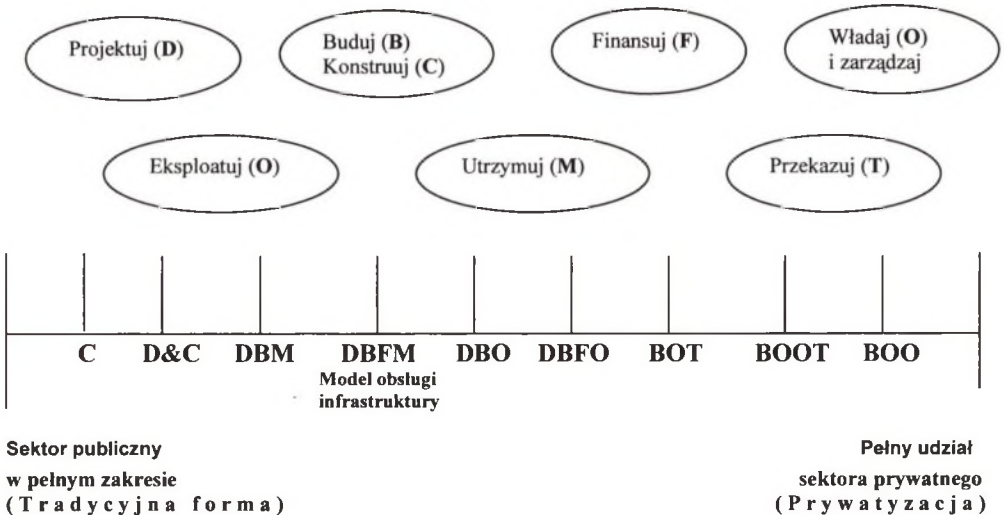 Projektuj (D)
Buduj (B)
Konstruuj (C)
Finansuj (F)
Władaj (O)
i zarządzaj
Eksploatuj (O)
Utrzymuj (M)
Przekazuj (T)
C D&C DBM DBFM DBO DBFO BOT BOOT BOO
Model obsługi
infrastruktury
Sektor publiczny
w pełnym zakresie
(Tradycyjna forma)
Pełny udział
sektora prywatnego
(Prywatyzacja)